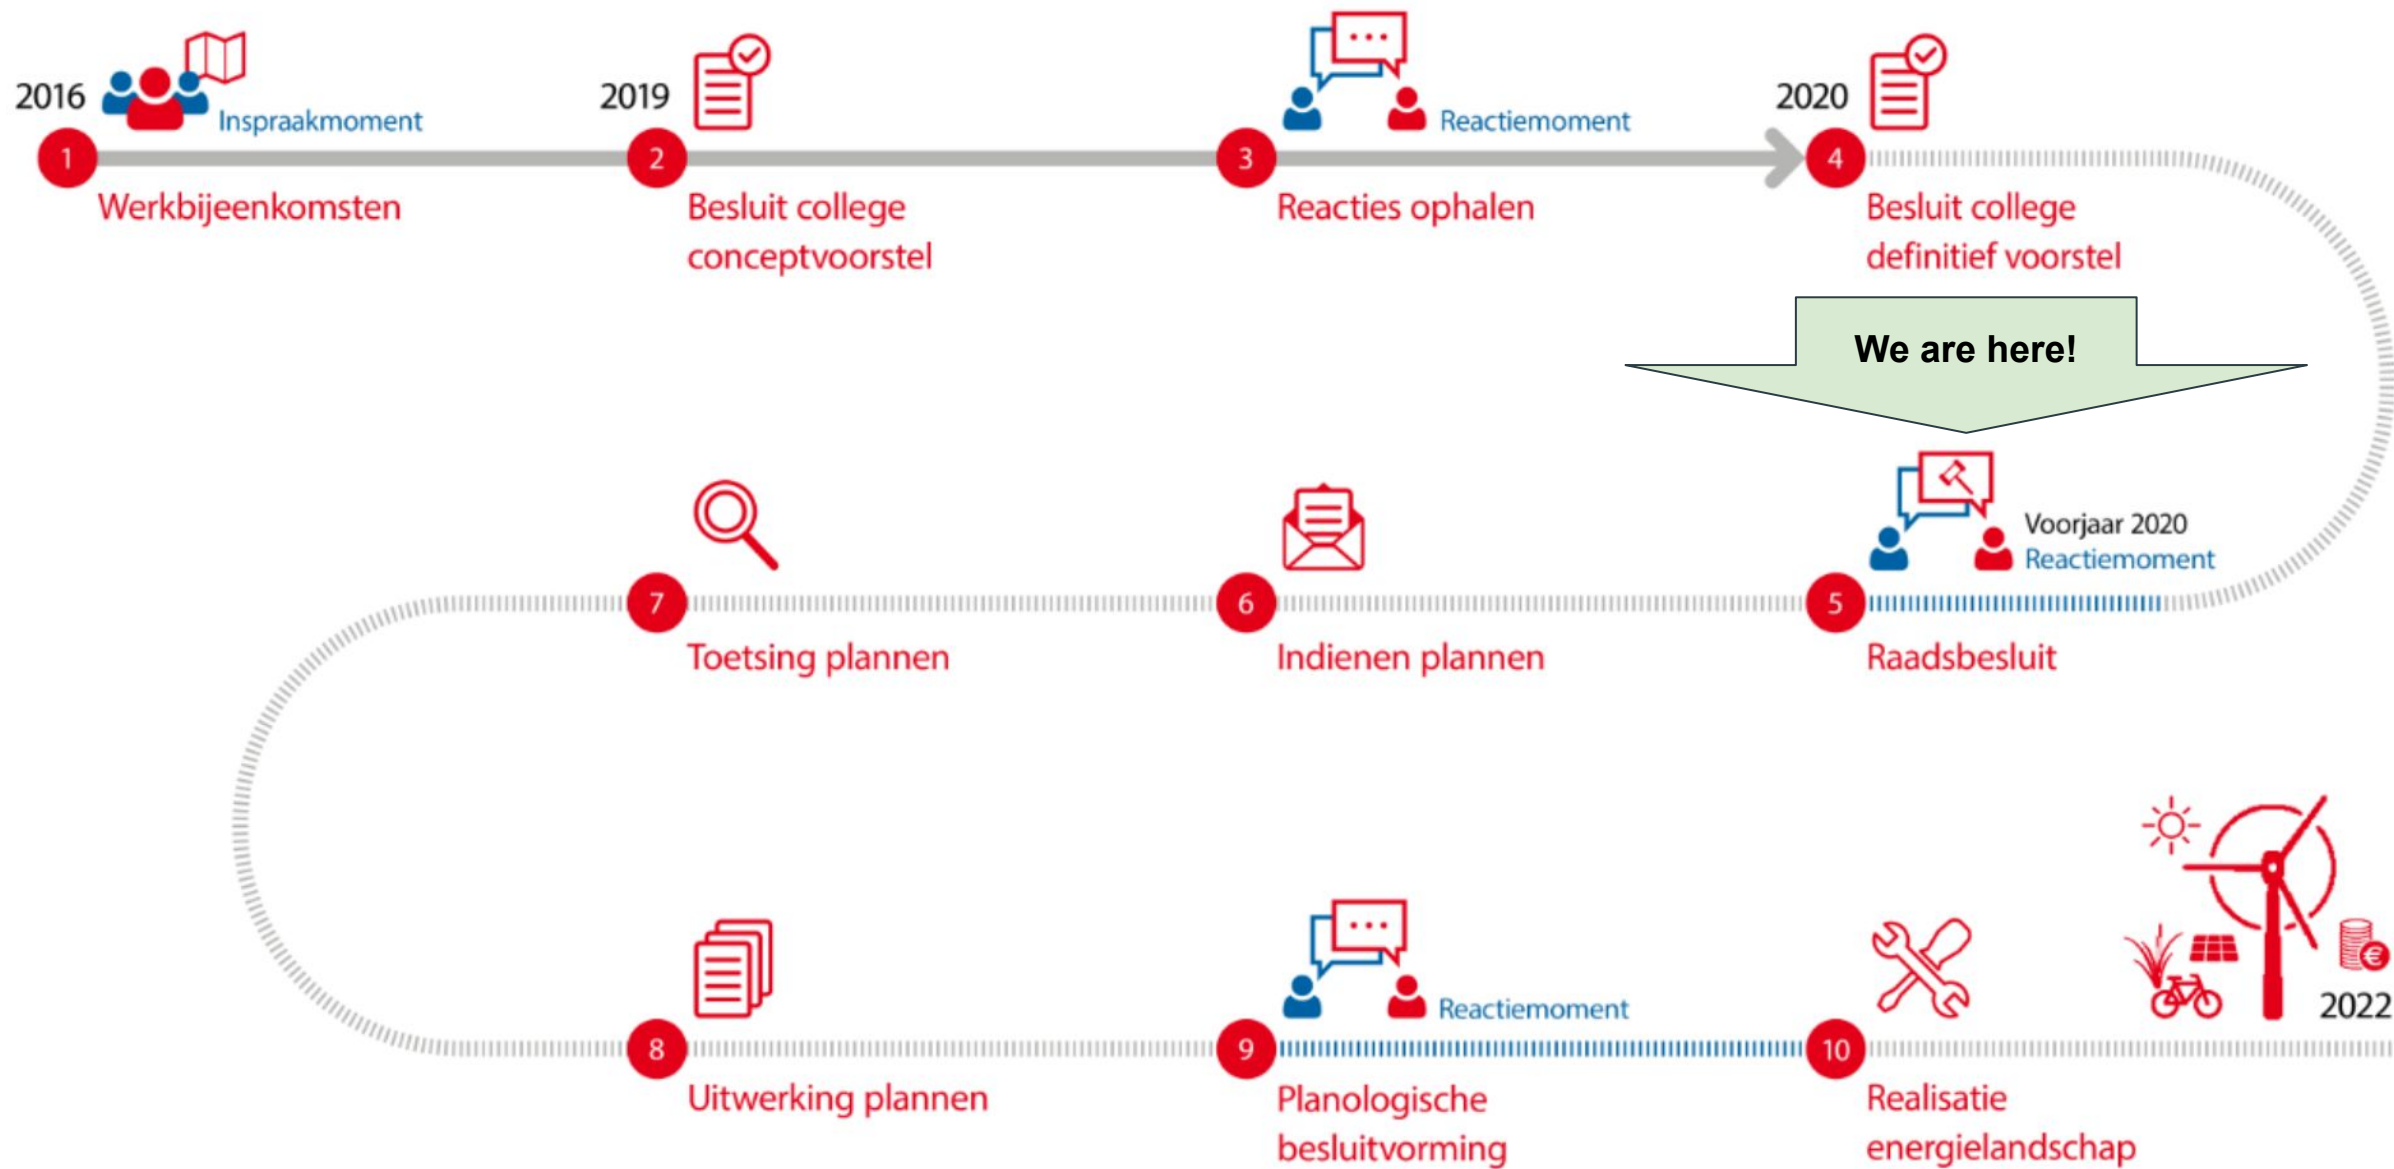 2016
Inspraakmoment
1
Werkbijeenkomsten
2019
2
Besluit college
conceptvoorstel
3
Reactiemoment
Reacties ophalen
2020
4
Besluit college
definitief voorstel
We are here!
Voorjaar 2020
Reactiemoment
5
Raadsbesluit
6
Indienen plannen
7
Toetsing plannen
8
Uitwerking plannen
Reactiemoment
9
Planologische
besluitvorming
10
Realisatie
energielandschap
€
2022